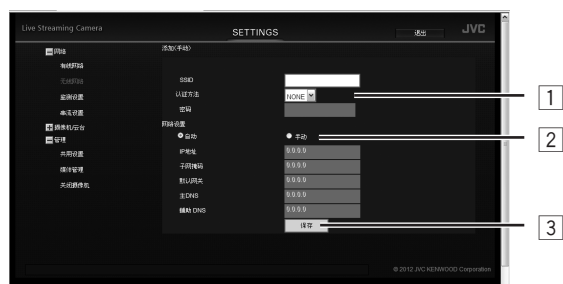 Live Streaming Camera
SETTINGS
退出
JVC
网络
有线网络
无线网络
监测设置
串流设置
摄像机/云台
管理
共用设置
媒体管理
关闭摄像机
添加(手动)
SSID
认证方法
NONE
密码
网络设置
自动
手动
IP地址
0.0.0.0
子网掩码
0.0.0.0
默认网关
0.0.0.0
主DNS
0.0.0.0
辅助 DNS
0.0.0.0
保存
© 2012 JVC KENWOOD Corporation
1
2
3